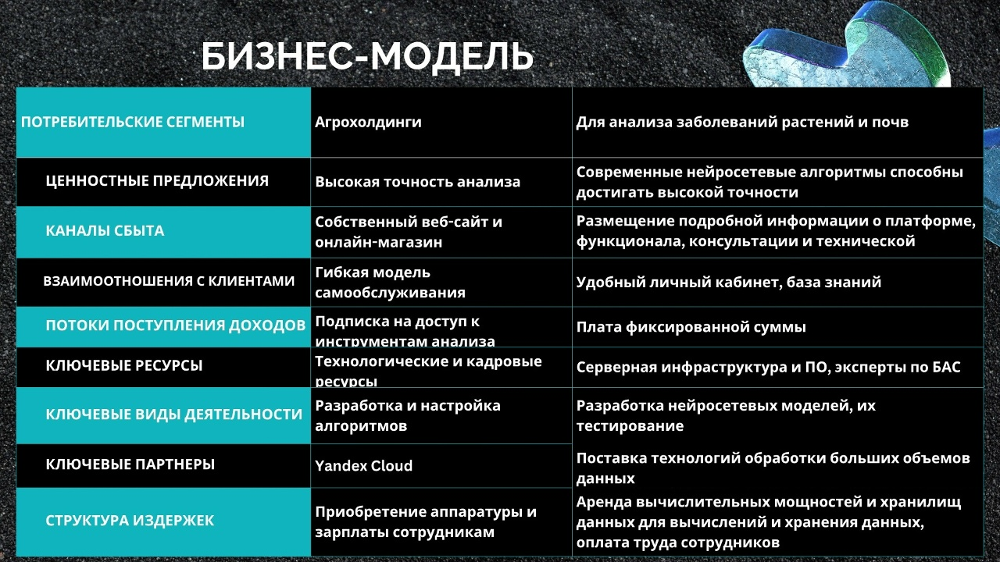 БИЗНЕС-МОДЕЛЬ
ПОТРЕБИТЕЛЬСКИЕ СЕГМЕНТЫ
Агрохолдинги
Для анализа заболеваний растений и почв
ЦЕННОСТНЫЕ ПРЕДЛОЖЕНИЯ
Высокая точность анализа
Современные нейросетевые алгоритмы способны
достигать высокой точности
КАНАЛЫ СБЫТА
Собственный веб-сайт и
онлайн-магазин
Размещение подробной информации о платформе,
функционала, консультации и технической
ВЗАИМООТНОШЕНИЯ С КЛИЕНТАМИ
Гибкая модель
самообслуживания
Удобный личный кабинет, база знаний
ПОТОКИ ПОСТУПЛЕНИЯ ДОХОДОВ
Подписка на доступ к
инструментам анализа
Плата фиксированной суммы
КЛЮЧЕВЫЕ РЕСУРСЫ
Технологические и кадровые
ресурсы
Серверная инфраструктура и ПО, эксперты по БАС
КЛЮЧЕВЫЕ ВИДЫ ДЕЯТЕЛЬНОСТИ
Разработка и настройка
алгоритмов
Разработка нейросетевых моделей, их
тестирование
КЛЮЧЕВЫЕ ПАРТНЕРЫ
Yandex Cloud
Поставка технологий обработки больших объемов
данных
СТРУКТУРА ИЗДЕРЖЕК
Приобретение аппаратуры и
зарплаты сотрудникам
Аренда вычислительных мощностей и хранилищ
данных для вычислений и хранения данных,
оплата труда сотрудников